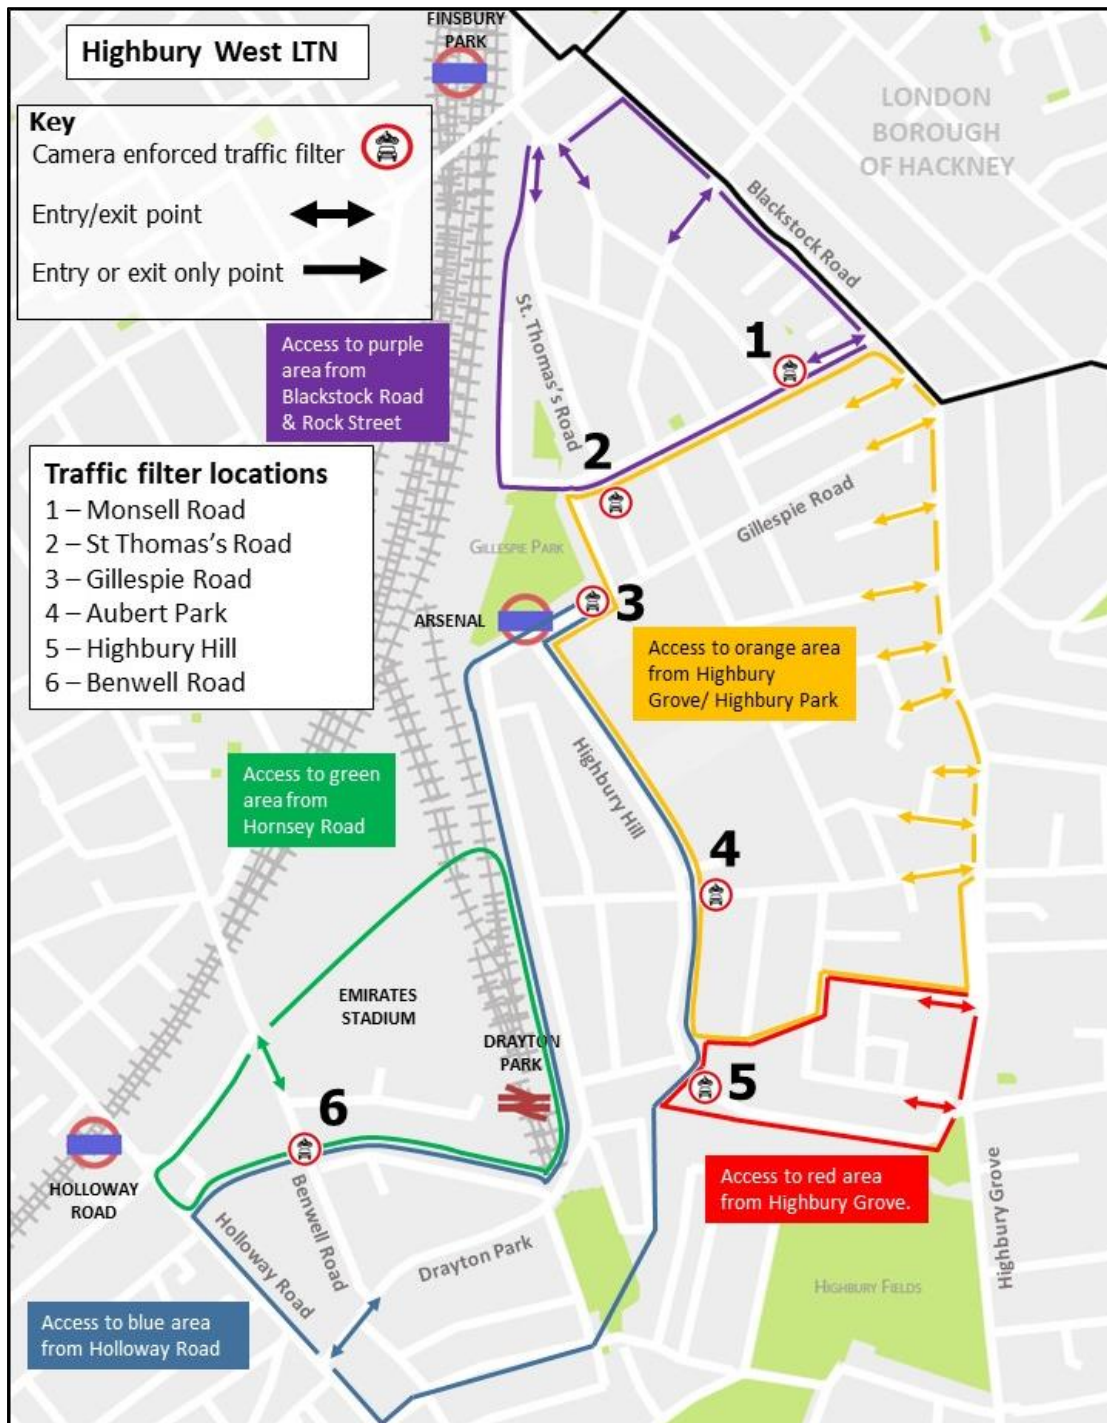 FINSBURY
PARK
Highbury West LTN
LONDON
BOROUGH
OF HACKNEY
Key
Camera enforced traffic filter
Entry/exit point
Entry or exit only point
Blackstock Road
St. Thomas's Road
1
Access to purple
area from
Blackstock Road
& Rock Street
2
Traffic filter locations
1 – Monsell Road
2 – St Thomas's Road
3 – Gillespie Road
4 – Aubert Park
5 – Highbury Hill
6 – Benwell Road
Gillespie Road
GILLESPIE PARK
3
ARSENAL
Access to orange area
from Highbury
Grove/ Highbury Park
Highbury Hill
Access to green
area from
Hornsey Road
4
EMIRATES
STADIUM
DRAYTON
PARK
5
6
HOLLOWAY
ROAD
Access to red area
from Highbury Grove.
Benwell Road
Holloway Road
Drayton Park
Highbury Grove
HIGHBURY FIELDS
Access to blue area
from Holloway Road